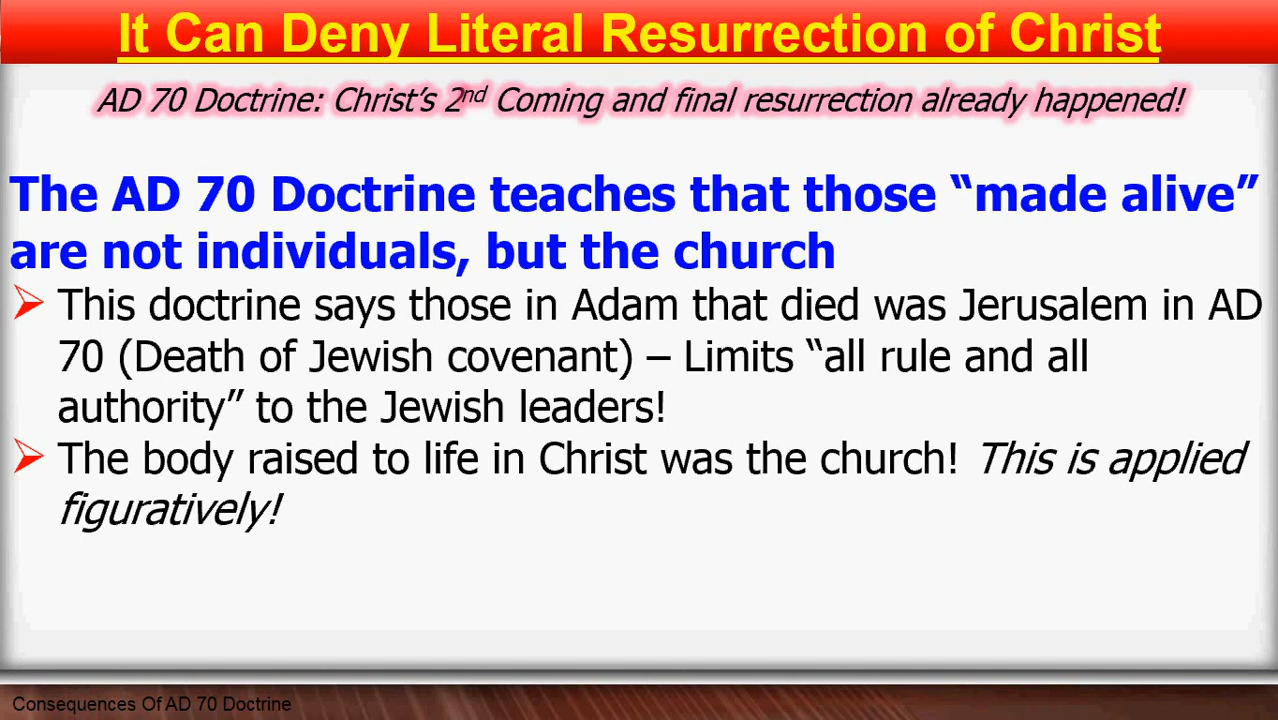 It Can Deny Literal Resurrection of Christ
AD 70 Doctrine: Christ’s 2nd Coming and final resurrection already happened!
The AD 70 Doctrine teaches that those “made alive”
are not individuals, but the church
➢ This doctrine says those in Adam that died was Jerusalem in AD
70 (Death of Jewish covenant) – Limits “all rule and all
authority” to the Jewish leaders!
➢ The body raised to life in Christ was the church! This is applied
figuratively!
Consequences Of AD 70 Doctrine